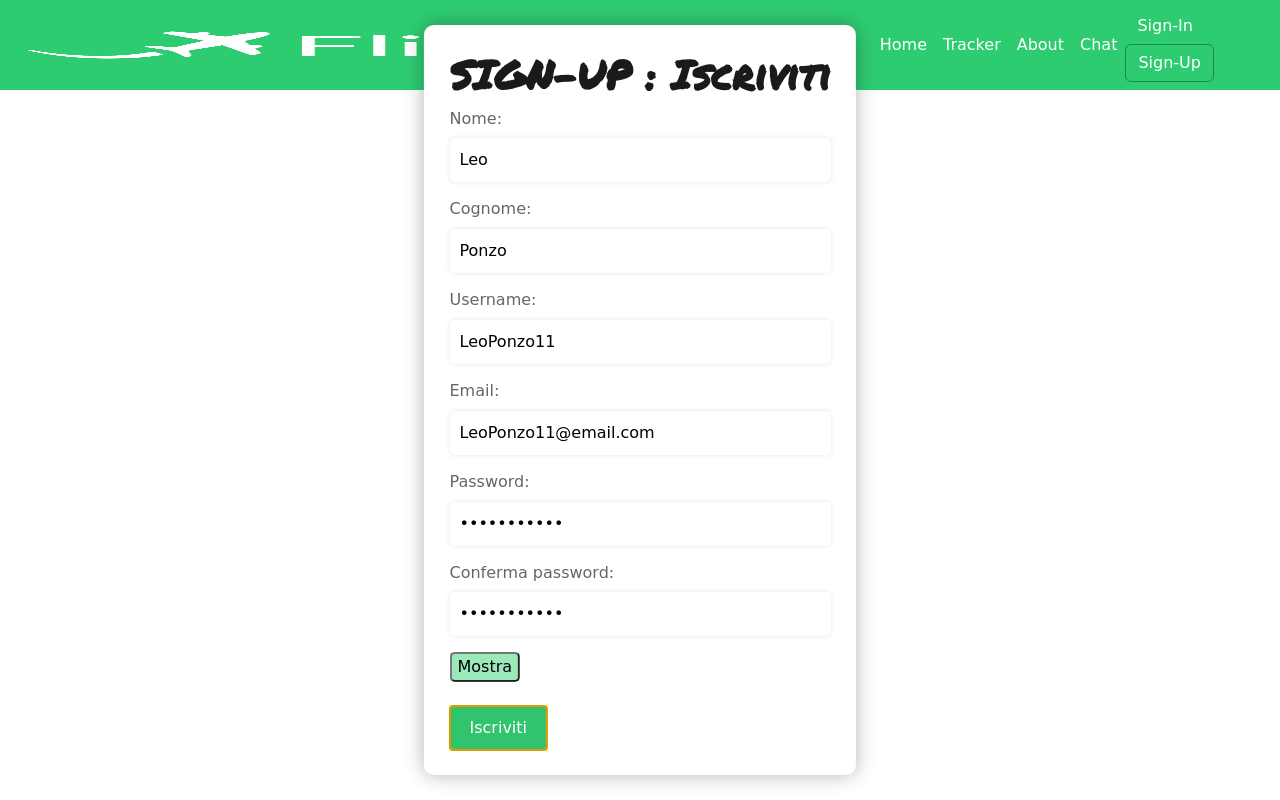 Home Tracker About Chat
Sign-In
Sign-Up
SIGN-UP : Iscriviti
Nome:
Leo
Cognome:
Ponzo
Username:
LeoPonzo11
Email:
LeoPonzo11@email.com
Password:
•••••••••••
Conferma password:
•••••••••••
Mostra
Iscriviti